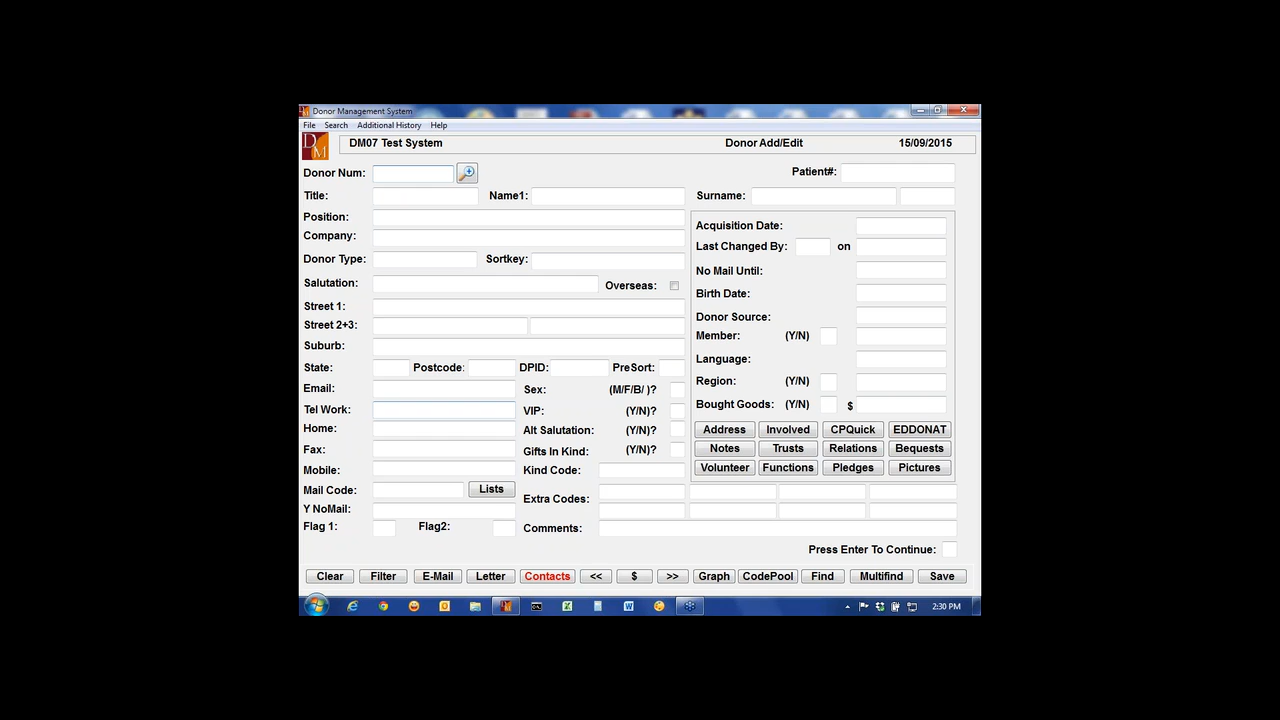 Donor Management System
File Search Additional History Help
DM DM07 Test System Donor Add/Edit 15/09/2015
Donor Num: Patient#:
Title: Name1: Surname:
Position:
Company:
Donor Type: Sortkey:
Salutation: Overseas:
Street 1:
Street 2+3:
Suburb:
State: Postcode: DPID: PreSort:
Email: Sex: (M/F/B/ )?
Tel Work: VIP: (Y/N)?
Home: Alt Salutation: (Y/N)?
Fax: Gifts In Kind: (Y/N)?
Mobile: Kind Code:
Mail Code: Lists Extra Codes:
Y NoMail:
Flag 1: Flag2: Comments:
Acquisition Date:
Last Changed By: on
No Mail Until:
Birth Date:
Donor Source:
Member: (Y/N)
Language:
Region: (Y/N)
Bought Goods: (Y/N) $
Address Involved CPQuick EDDONAT
Notes Trusts Relations Bequests
Volunteer Functions Pledges Pictures
Press Enter To Continue:
Clear Filter E-Mail Letter Contacts << $ >> Graph CodePool Find Multifind Save
2:30 PM